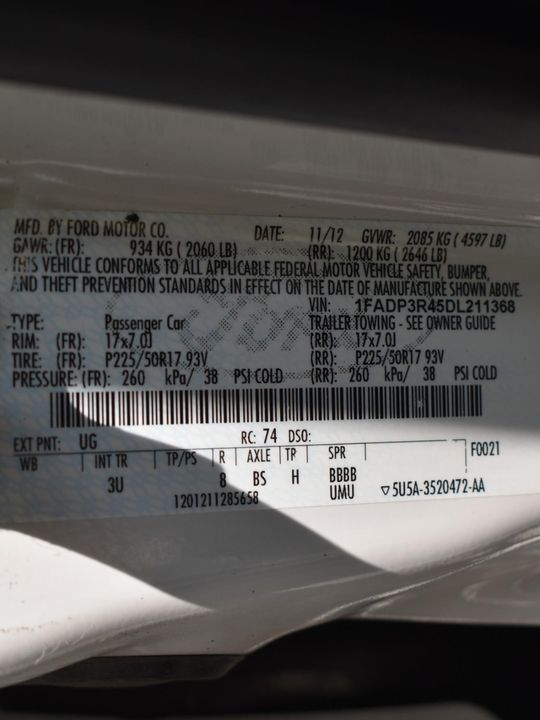 MFD. BY FORD MOTOR CO. DATE: 11/12 GVWR: 2085 KG ( 4597 LB)
GAWR: (FR): 934 KG ( 2060 LB) (RR): 1200 KG ( 2646 LB)
THIS VEHICLE CONFORMS TO ALL APPLICABLE FEDERAL MOTOR VEHICLE SAFETY, BUMPER,
AND THEFT PREVENTION STANDARDS IN EFFECT ON THE DATE OF MANUFACTURE SHOWN ABOVE.
VIN: 1FADP3R45DL211368
TYPE: Passenger Car TRAILER TOWING - SEE OWNER GUIDE
RIM: (FR): 17x7.0J (RR): 17x7.0J
TIRE: (FR): P225/50R17 93V (RR): P225/50R17 93V
PRESSURE: (FR): 260 kPa/ 38 PSI COLD (RR): 260 kPa/ 38 PSI COLD
EXT PNT: UG RC: 74 DSO: F0021
WB INT TR TP/PS R AXLE TR SPR
3U 8 BS H BBBB
1201211285658 UMU ▽5U5A-3520472-AA
Ford